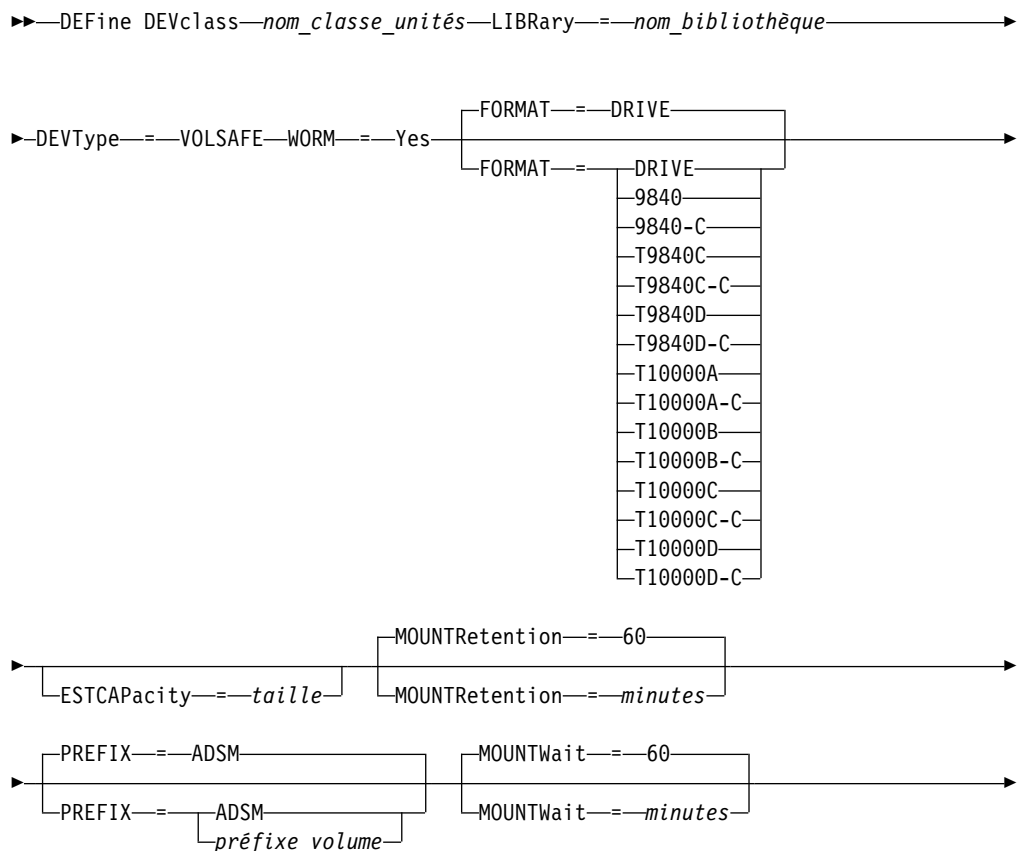 DEFine DEVclass nom_classe_unités LIBRary = nom_bibliothèque
FORMAT = DRIVE
DEVType = VOLSAFE WORM = Yes
FORMAT = DRIVE
9840
9840-C
T9840C
T9840C-C
T9840D
T9840D-C
T10000A
T10000A-C
T10000B
T10000B-C
T10000C
T10000C-C
T10000D
T10000D-C
MOUNTRetention = 60
ESTCAPacity = taille MOUNTRetention = minutes
PREFIX = ADSM MOUNTWait = 60
PREFIX = ADSM MOUNTWait = minutes
préfixe volume